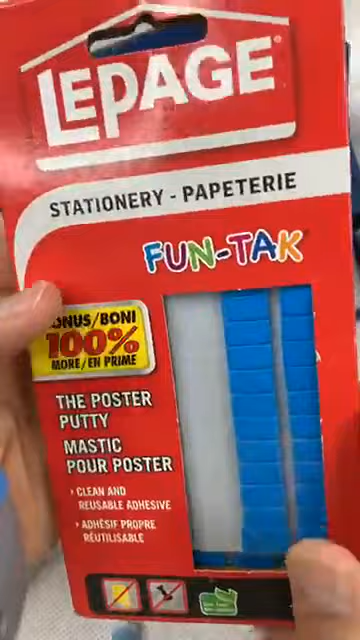 LEPAGE®
STATIONERY - PAPETERIE
FUN-TAK
BONUS/BONI
100%
MORE/EN PRIME
THE POSTER
PUTTY
MASTIC
POUR POSTER
• CLEAN AND
REUSABLE ADHESIVE
• ADHÉSIF PROPRE
RÉUTILISABLE